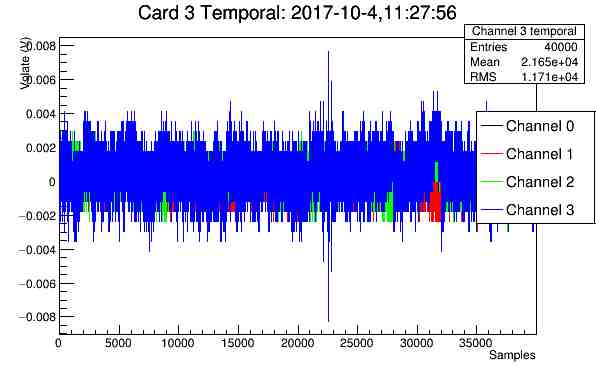 Card 3 Temporal: 2017-10-4,11:27:56
Channel 3 temporal
Entries 40000
Mean 2.165e+04
RMS 1.171e+04
Volate (V)
0.008
0.006
0.004
0.002
0
−0.002
−0.004
−0.006
−0.008
Channel 0
Channel 1
Channel 2
Channel 3
0 5000 10000 15000 20000 25000 30000 35000
Samples